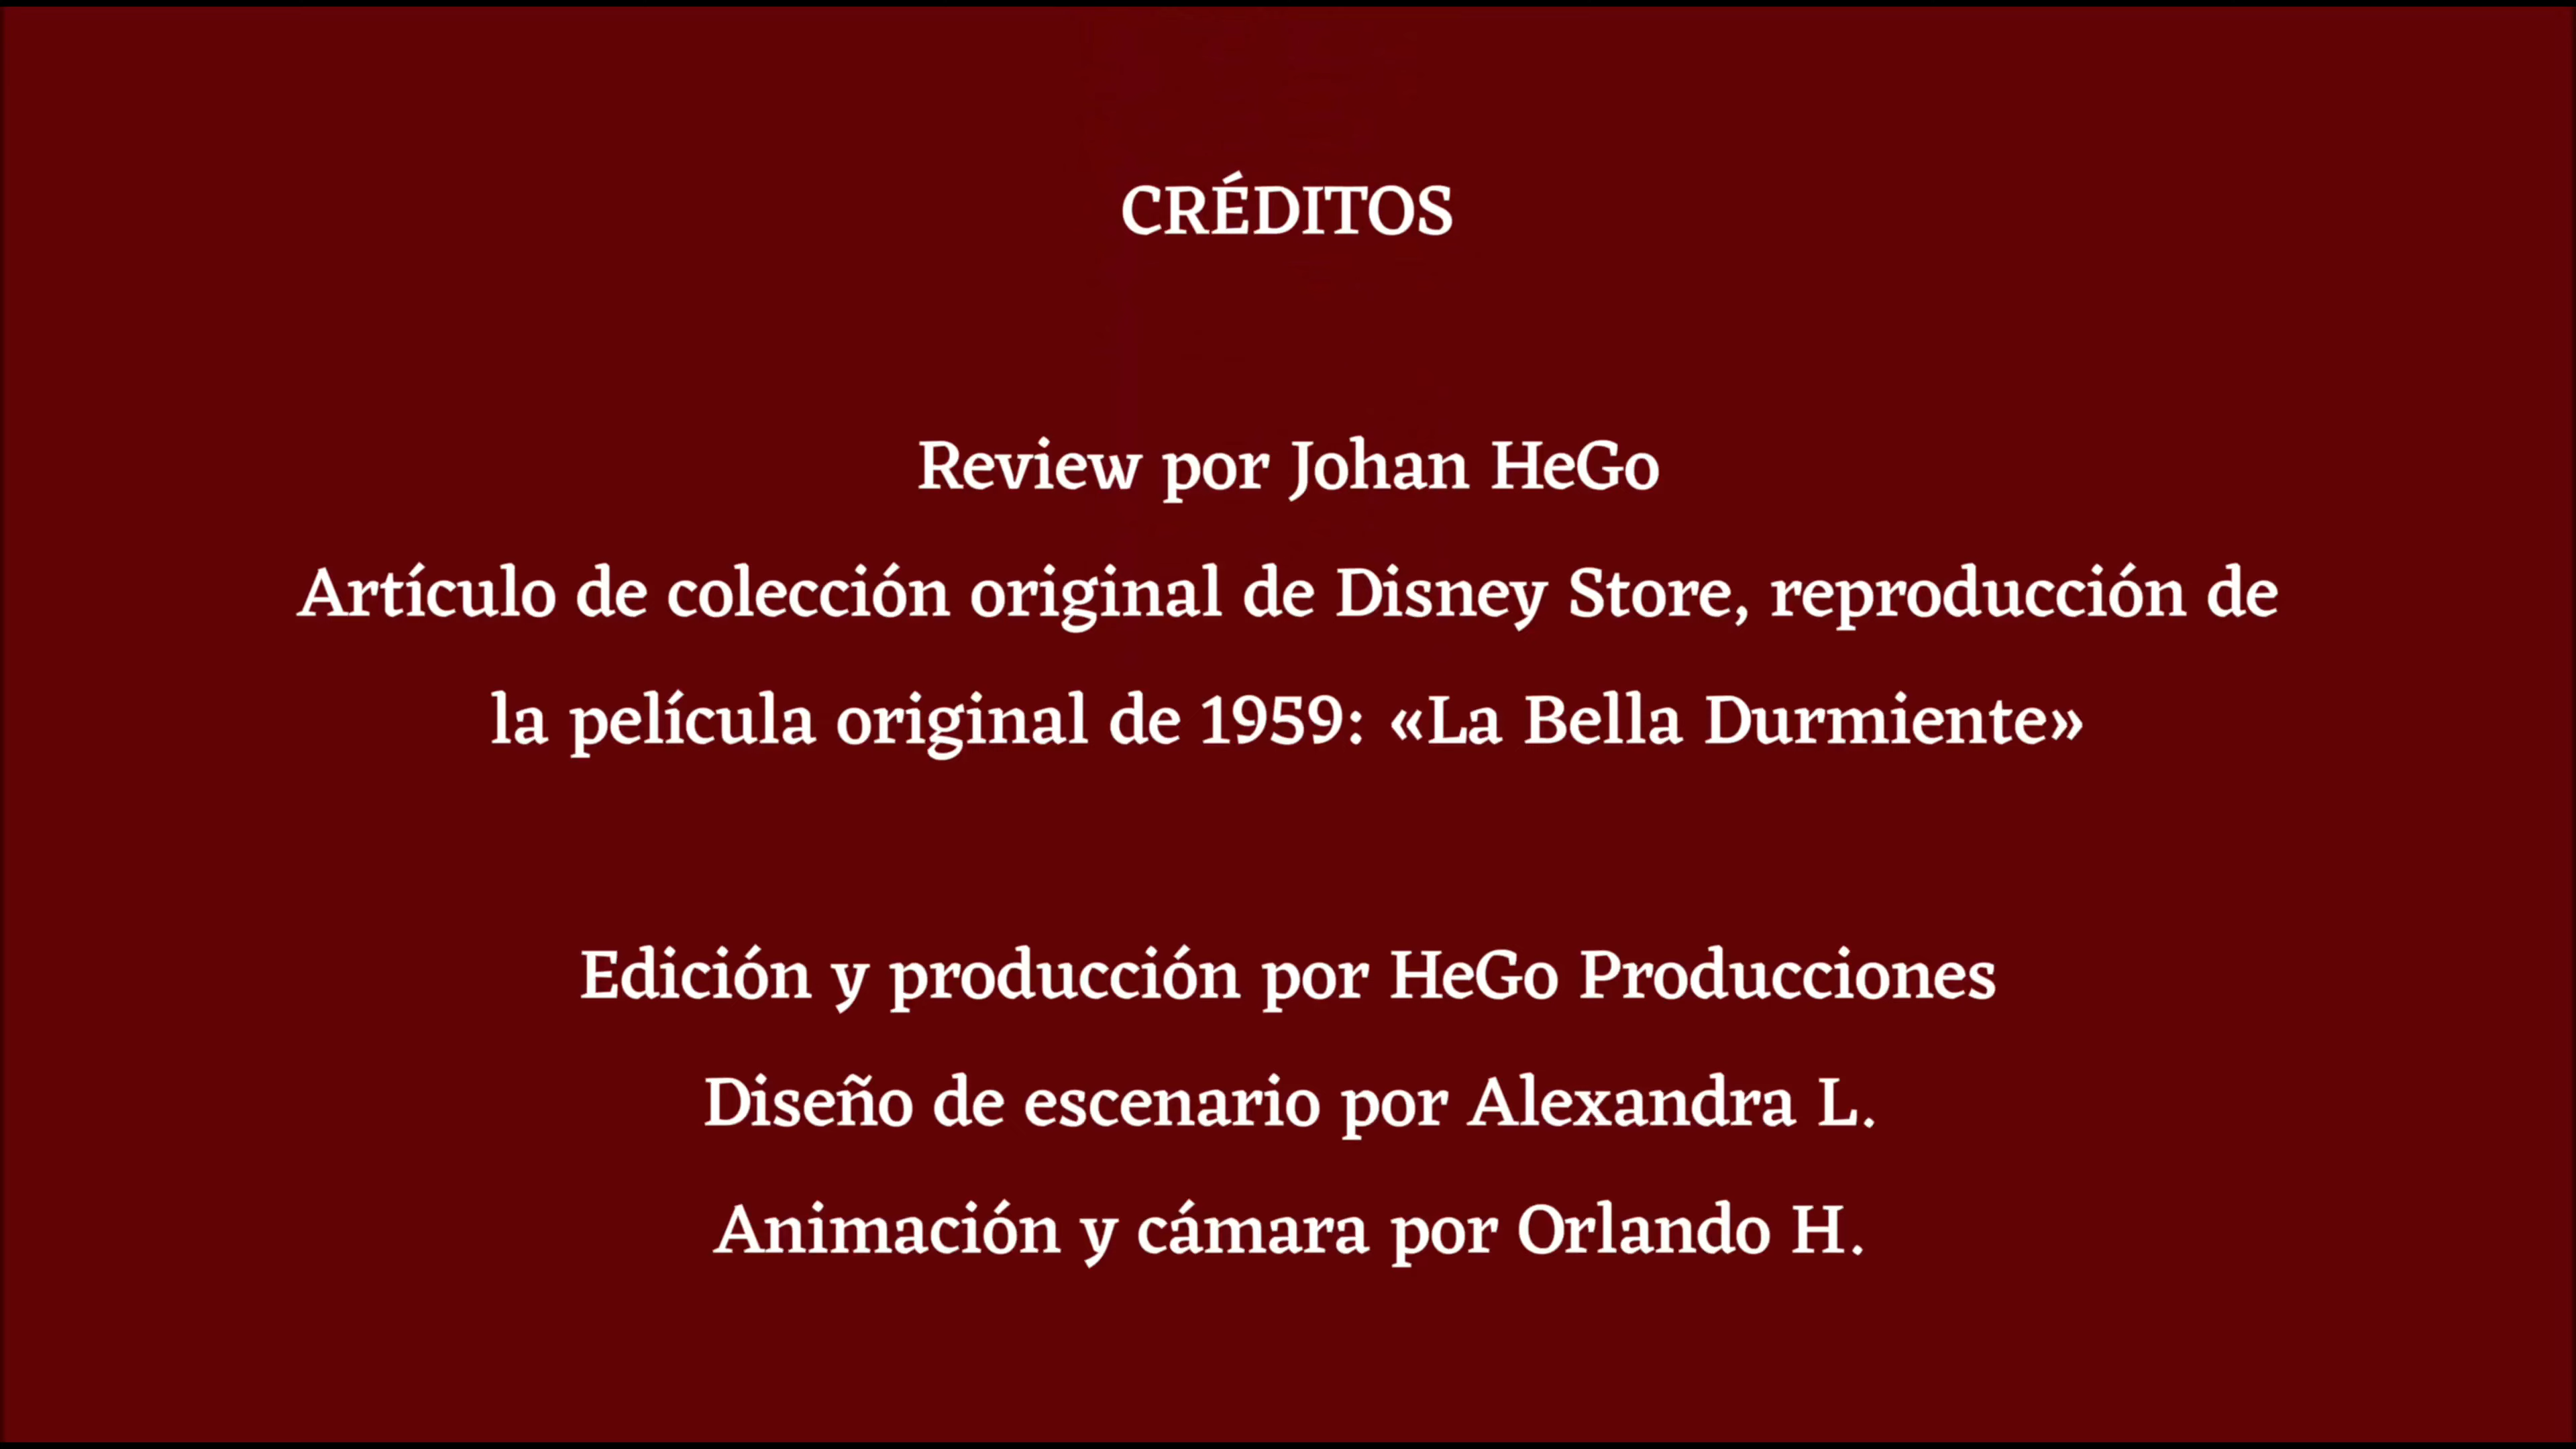 CRÉDITOS
Review por Johan HeGo
Artículo de colección original de Disney Store, reproducción de
la película original de 1959: «La Bella Durmiente»
Edición y producción por HeGo Producciones
Diseño de escenario por Alexandra L.
Animación y cámara por Orlando H.